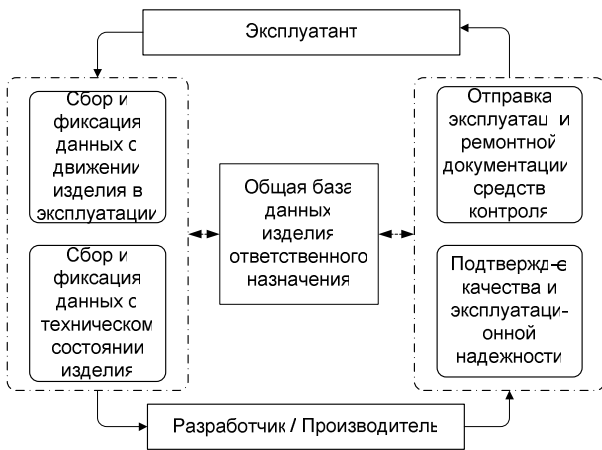 Эксплуатант
Сбор и
фиксация
данных о
движении
изделия в
эксплуатации
Сбор и
фиксация
данных о
техническом
состоянии
изделия
Общая база
данных
изделия
ответственного
назначения
Отправка
эксплуатац и
ремонтной
документации
средств
контроля
Подтвержд-е
качества и
эксплуатаци-
онной
надежности
Разработчик / Производитель